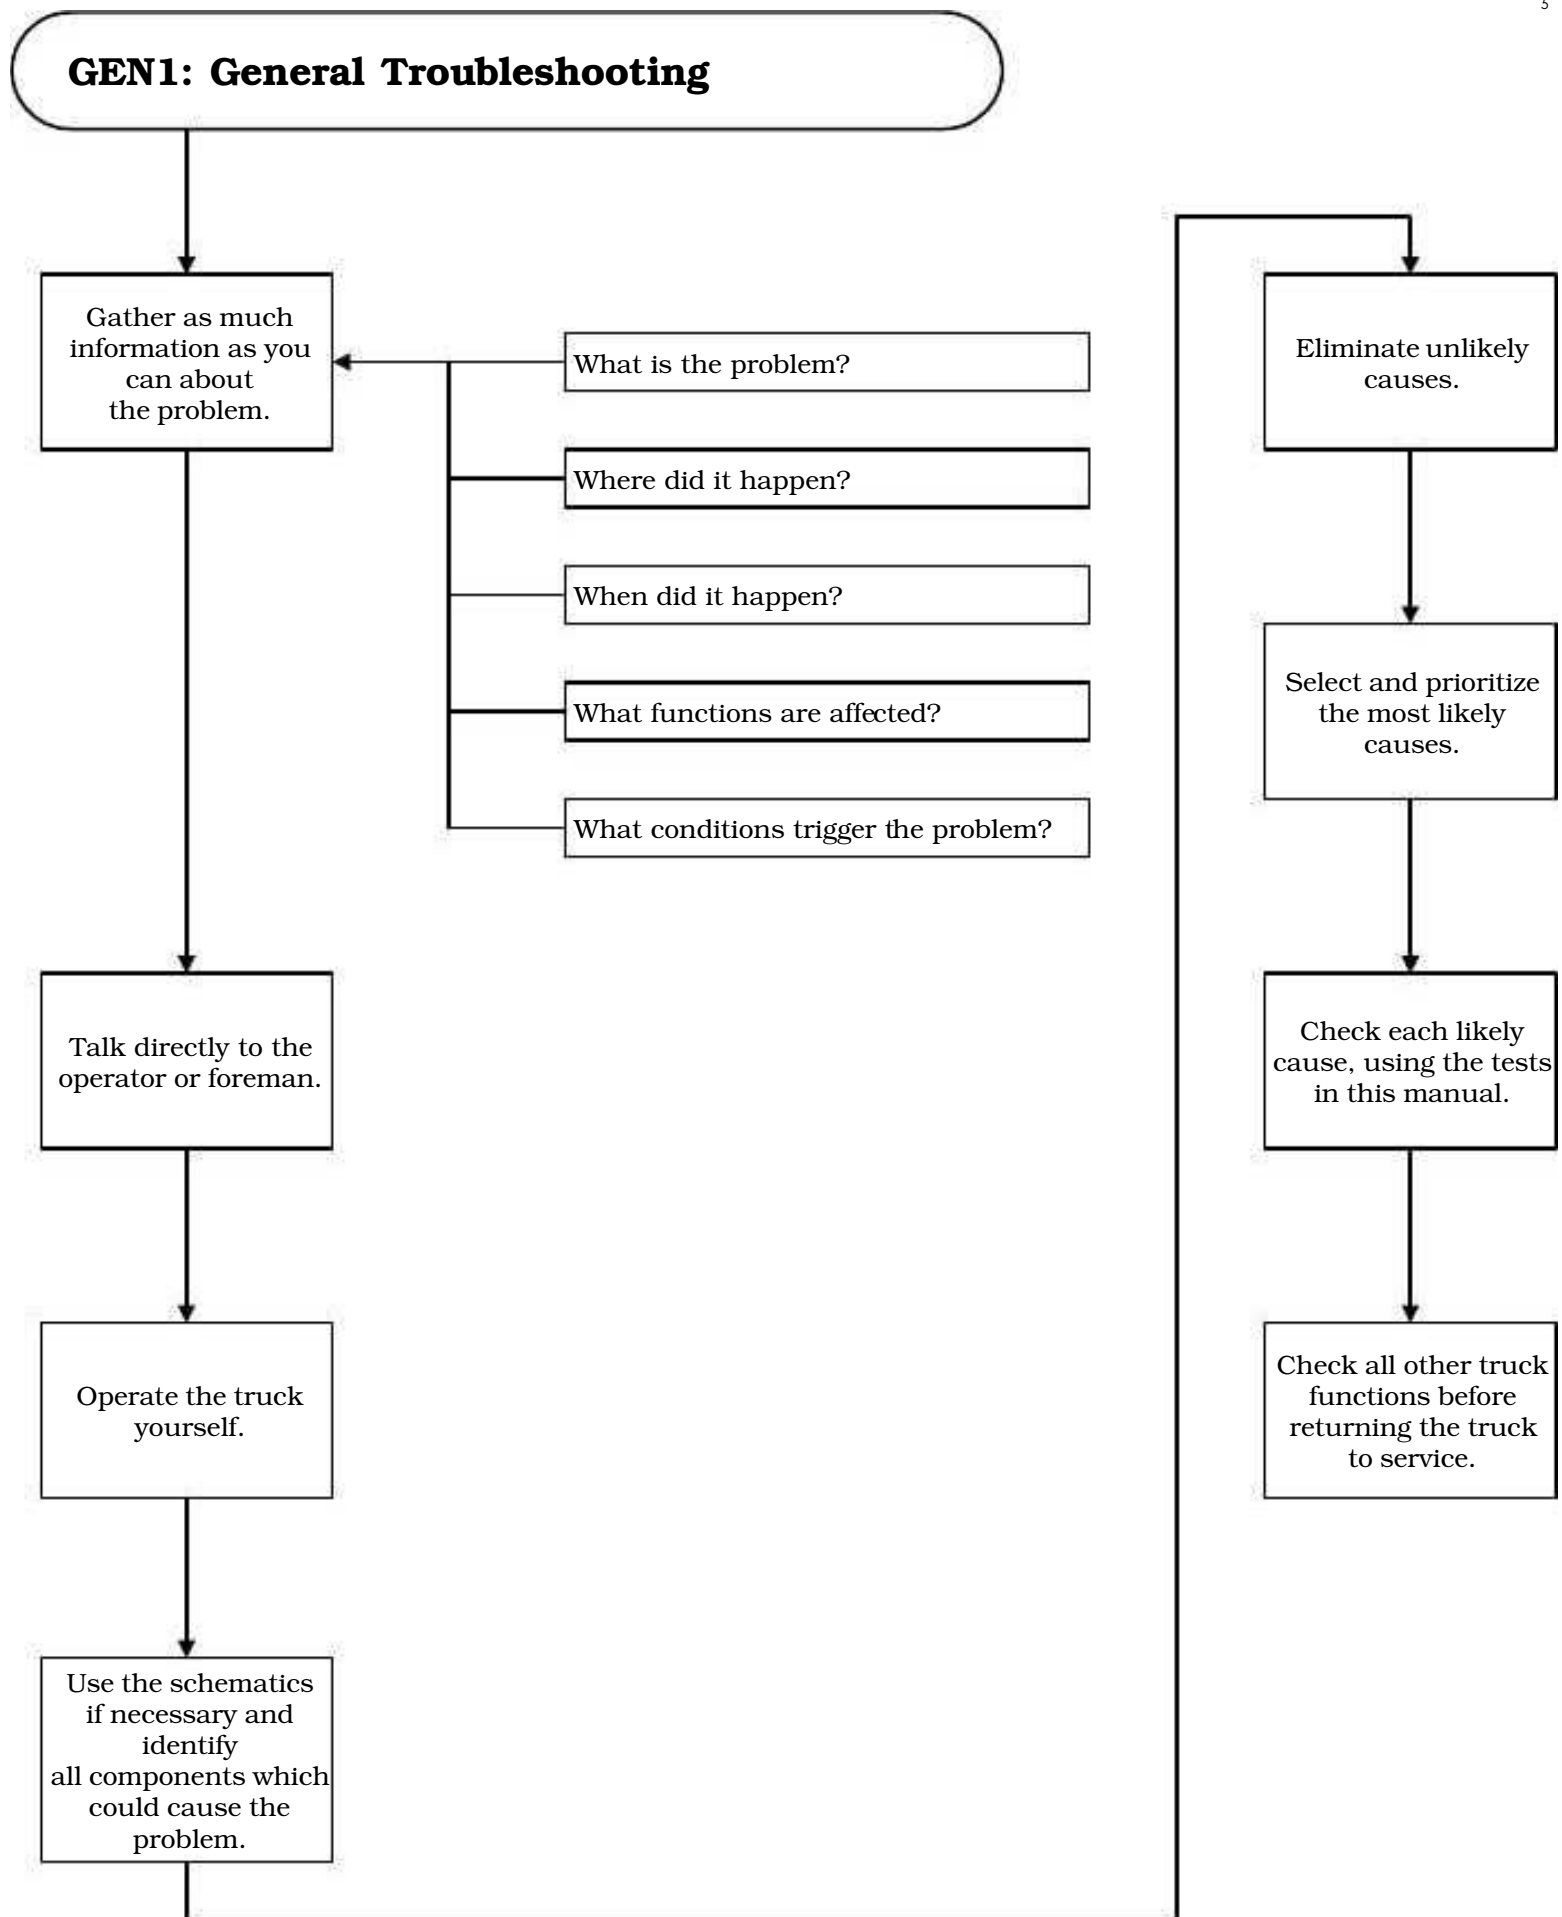 5
GEN1: General Troubleshooting
Gather as much
information as you
can about
the problem.
What is the problem?
Where did it happen?
When did it happen?
What functions are affected?
What conditions trigger the problem?
Talk directly to the
operator or foreman.
Operate the truck
yourself.
Use the schematics
if necessary and
identify
all components which
could cause the
problem.
Eliminate unlikely
causes.
Select and prioritize
the most likely
causes.
Check each likely
cause, using the tests
in this manual.
Check all other truck
functions before
returning the truck
to service.